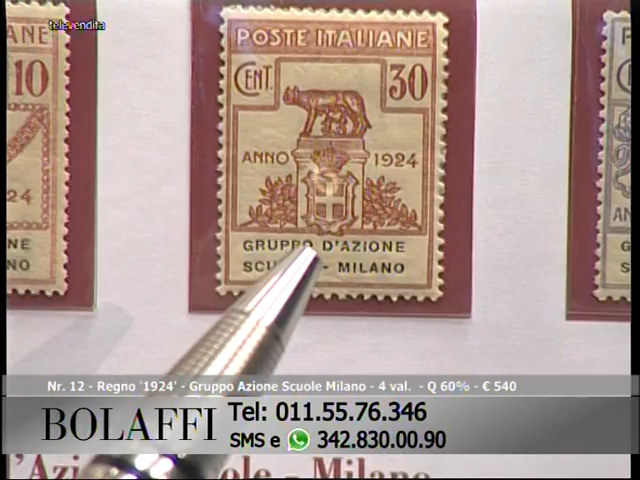 televendita
ANE
10
24
NE
NO
POSTE ITALIANE
CENT. 30
ANNO 1924
GRUPPO D'AZIONE
SCU - MILANO
Nr. 12 - Regno '1924' - Gruppo Azione Scuole Milano - 4 val. - Q 60% - € 540
BOLAFFI
Tel: 011.55.76.346
SMS e 342.830.00.90
l'Azi ole - Milano